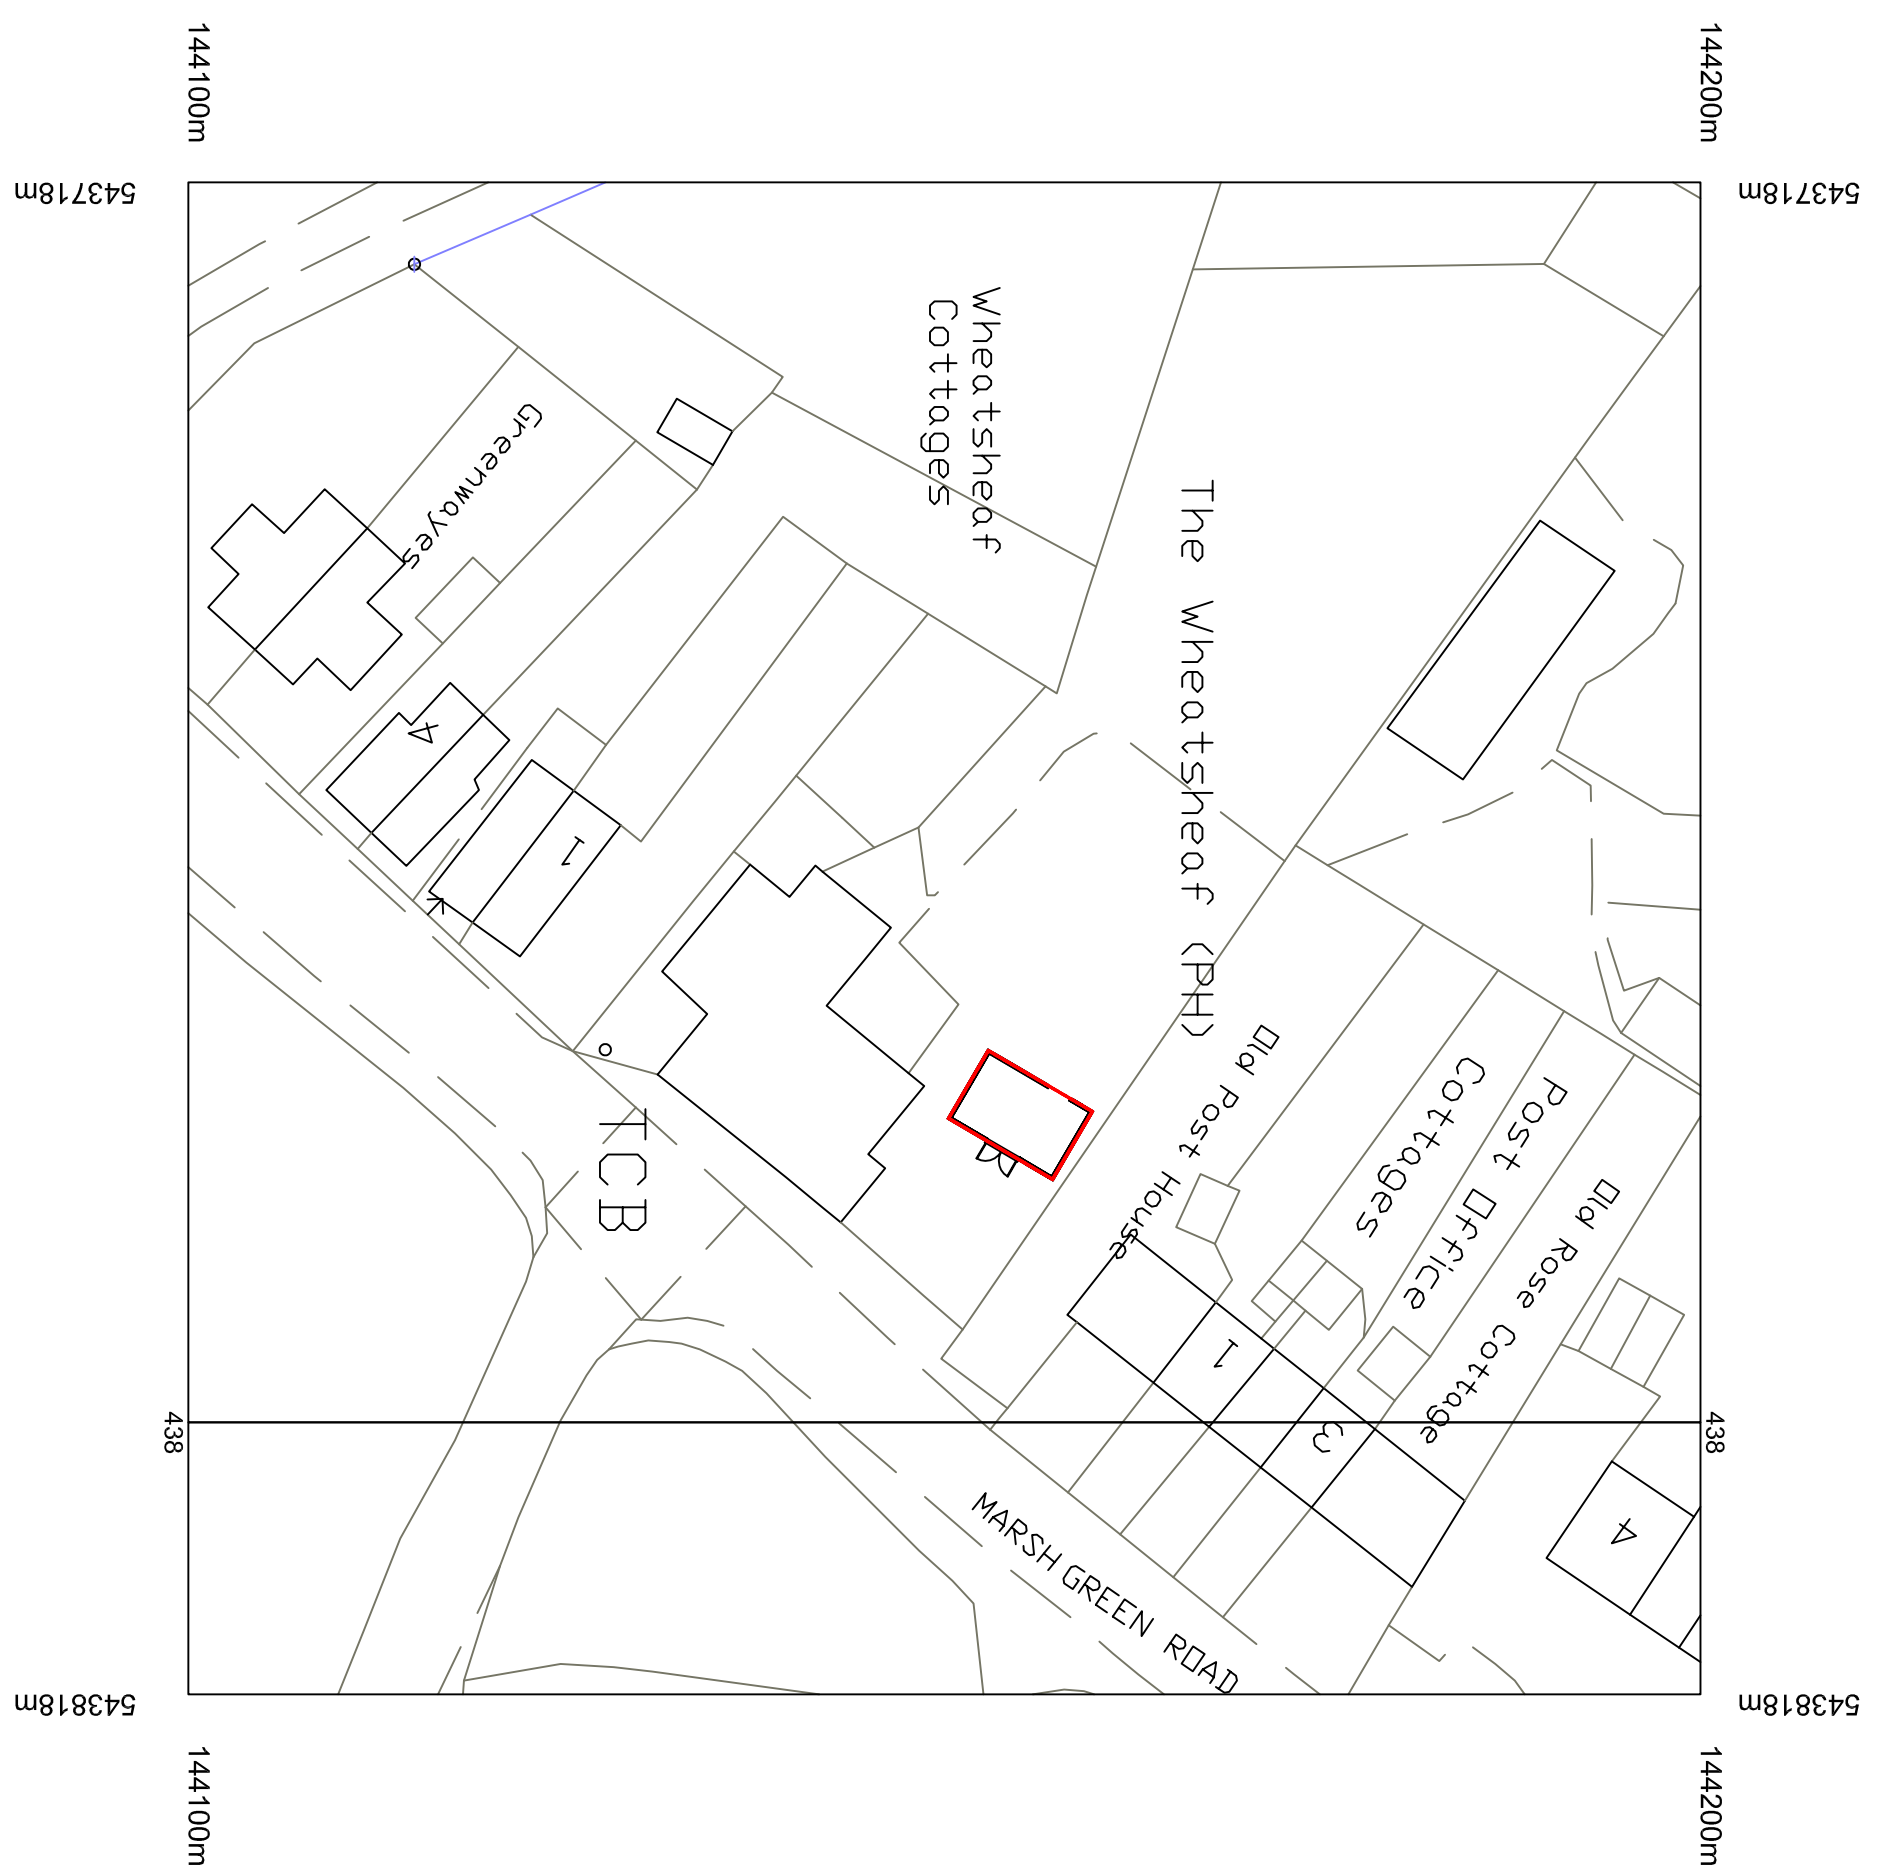 144100m
144200m
543718m
543718m
Wheatsheaf
Cottages
Greenwayes
The Wheatsheaf (PH)
4
1
Old Post House
Cottages
Post Office
Old Rose Cottage
TCB
1
3
438
438
4
MARSH GREEN ROAD
543818m
543818m
144100m
144200m